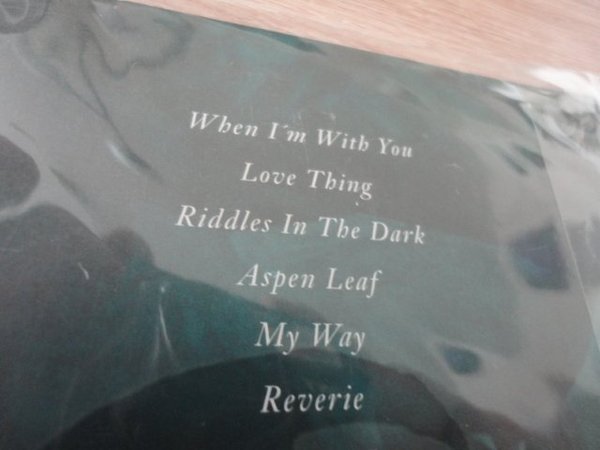 When I´m With You
Love Thing
Riddles In The Dark
Aspen Leaf
My Way
Reverie